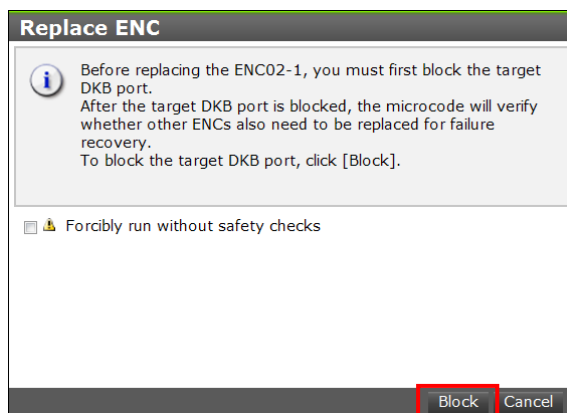 Replace ENC
Before replacing the ENC02-1, you must first block the target
DKB port.
After the target DKB port is blocked, the microcode will verify
whether other ENCs also need to be replaced for failure
recovery.
To block the target DKB port, click [Block].
Forcibly run without safety checks
Block Cancel